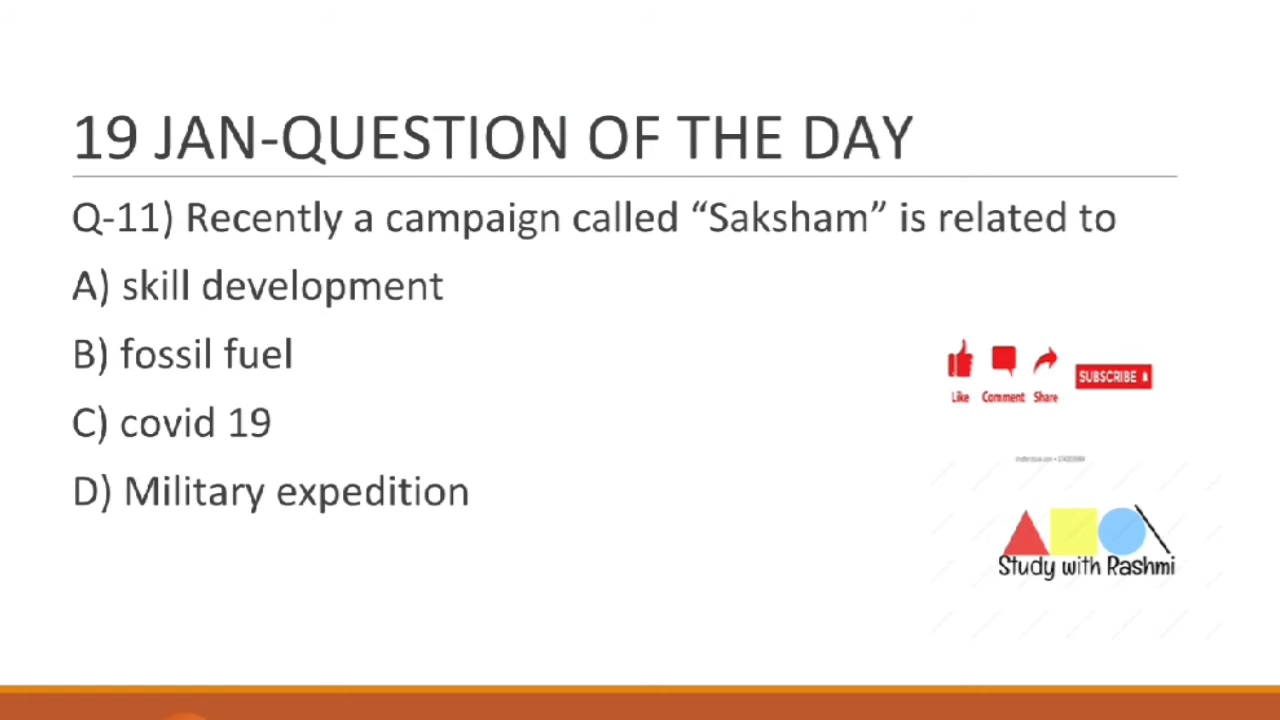 19 JAN-QUESTION OF THE DAY
Q-11) Recently a campaign called “Saksham” is related to
A) skill development
B) fossil fuel
C) covid 19
D) Military expedition
Like Comment Share SUBSCRIBE
Study with Rashmi